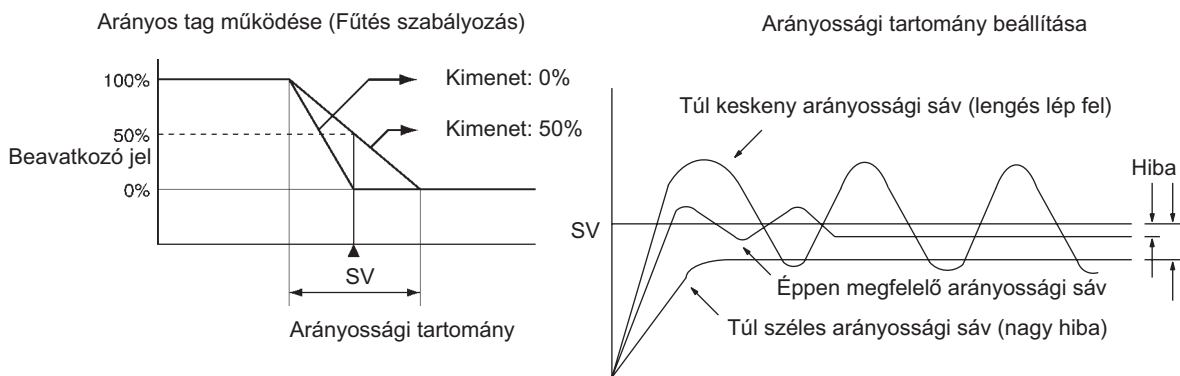 Arányos tag működése (Fűtés szabályozás)
100%
50%
Beavatkozó jel
0%
Kimenet: 0%
Kimenet: 50%
SV
Arányossági tartomány
Arányossági tartomány beállítása
Túl keskeny arányossági sáv (lengés lép fel)
Hiba
SV
Éppen megfelelő arányossági sáv
Túl széles arányossági sáv (nagy hiba)